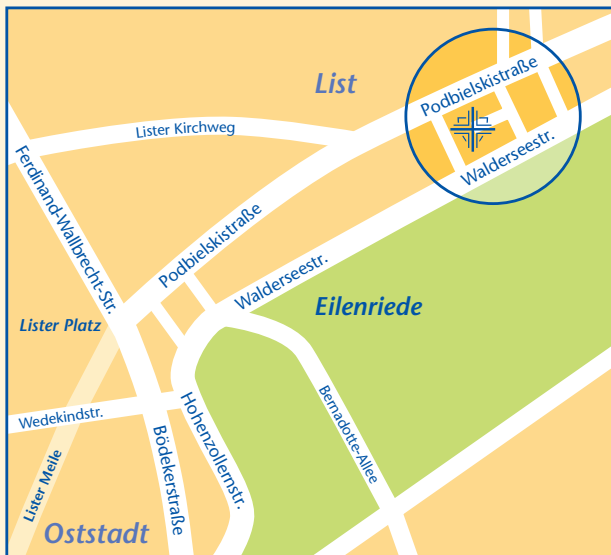 List
Podbielskistraße
Lister Kirchweg
Walderseestr.
Ferdinand-Wallbrecht-Str.
Podbielskistraße
Walderseestr.
Eilenriede
Lister Platz
Bernadotte-Allee
Wedekindstr.
Hohenzollernstr.
Bödekerstraße
Lister Meile
Oststadt